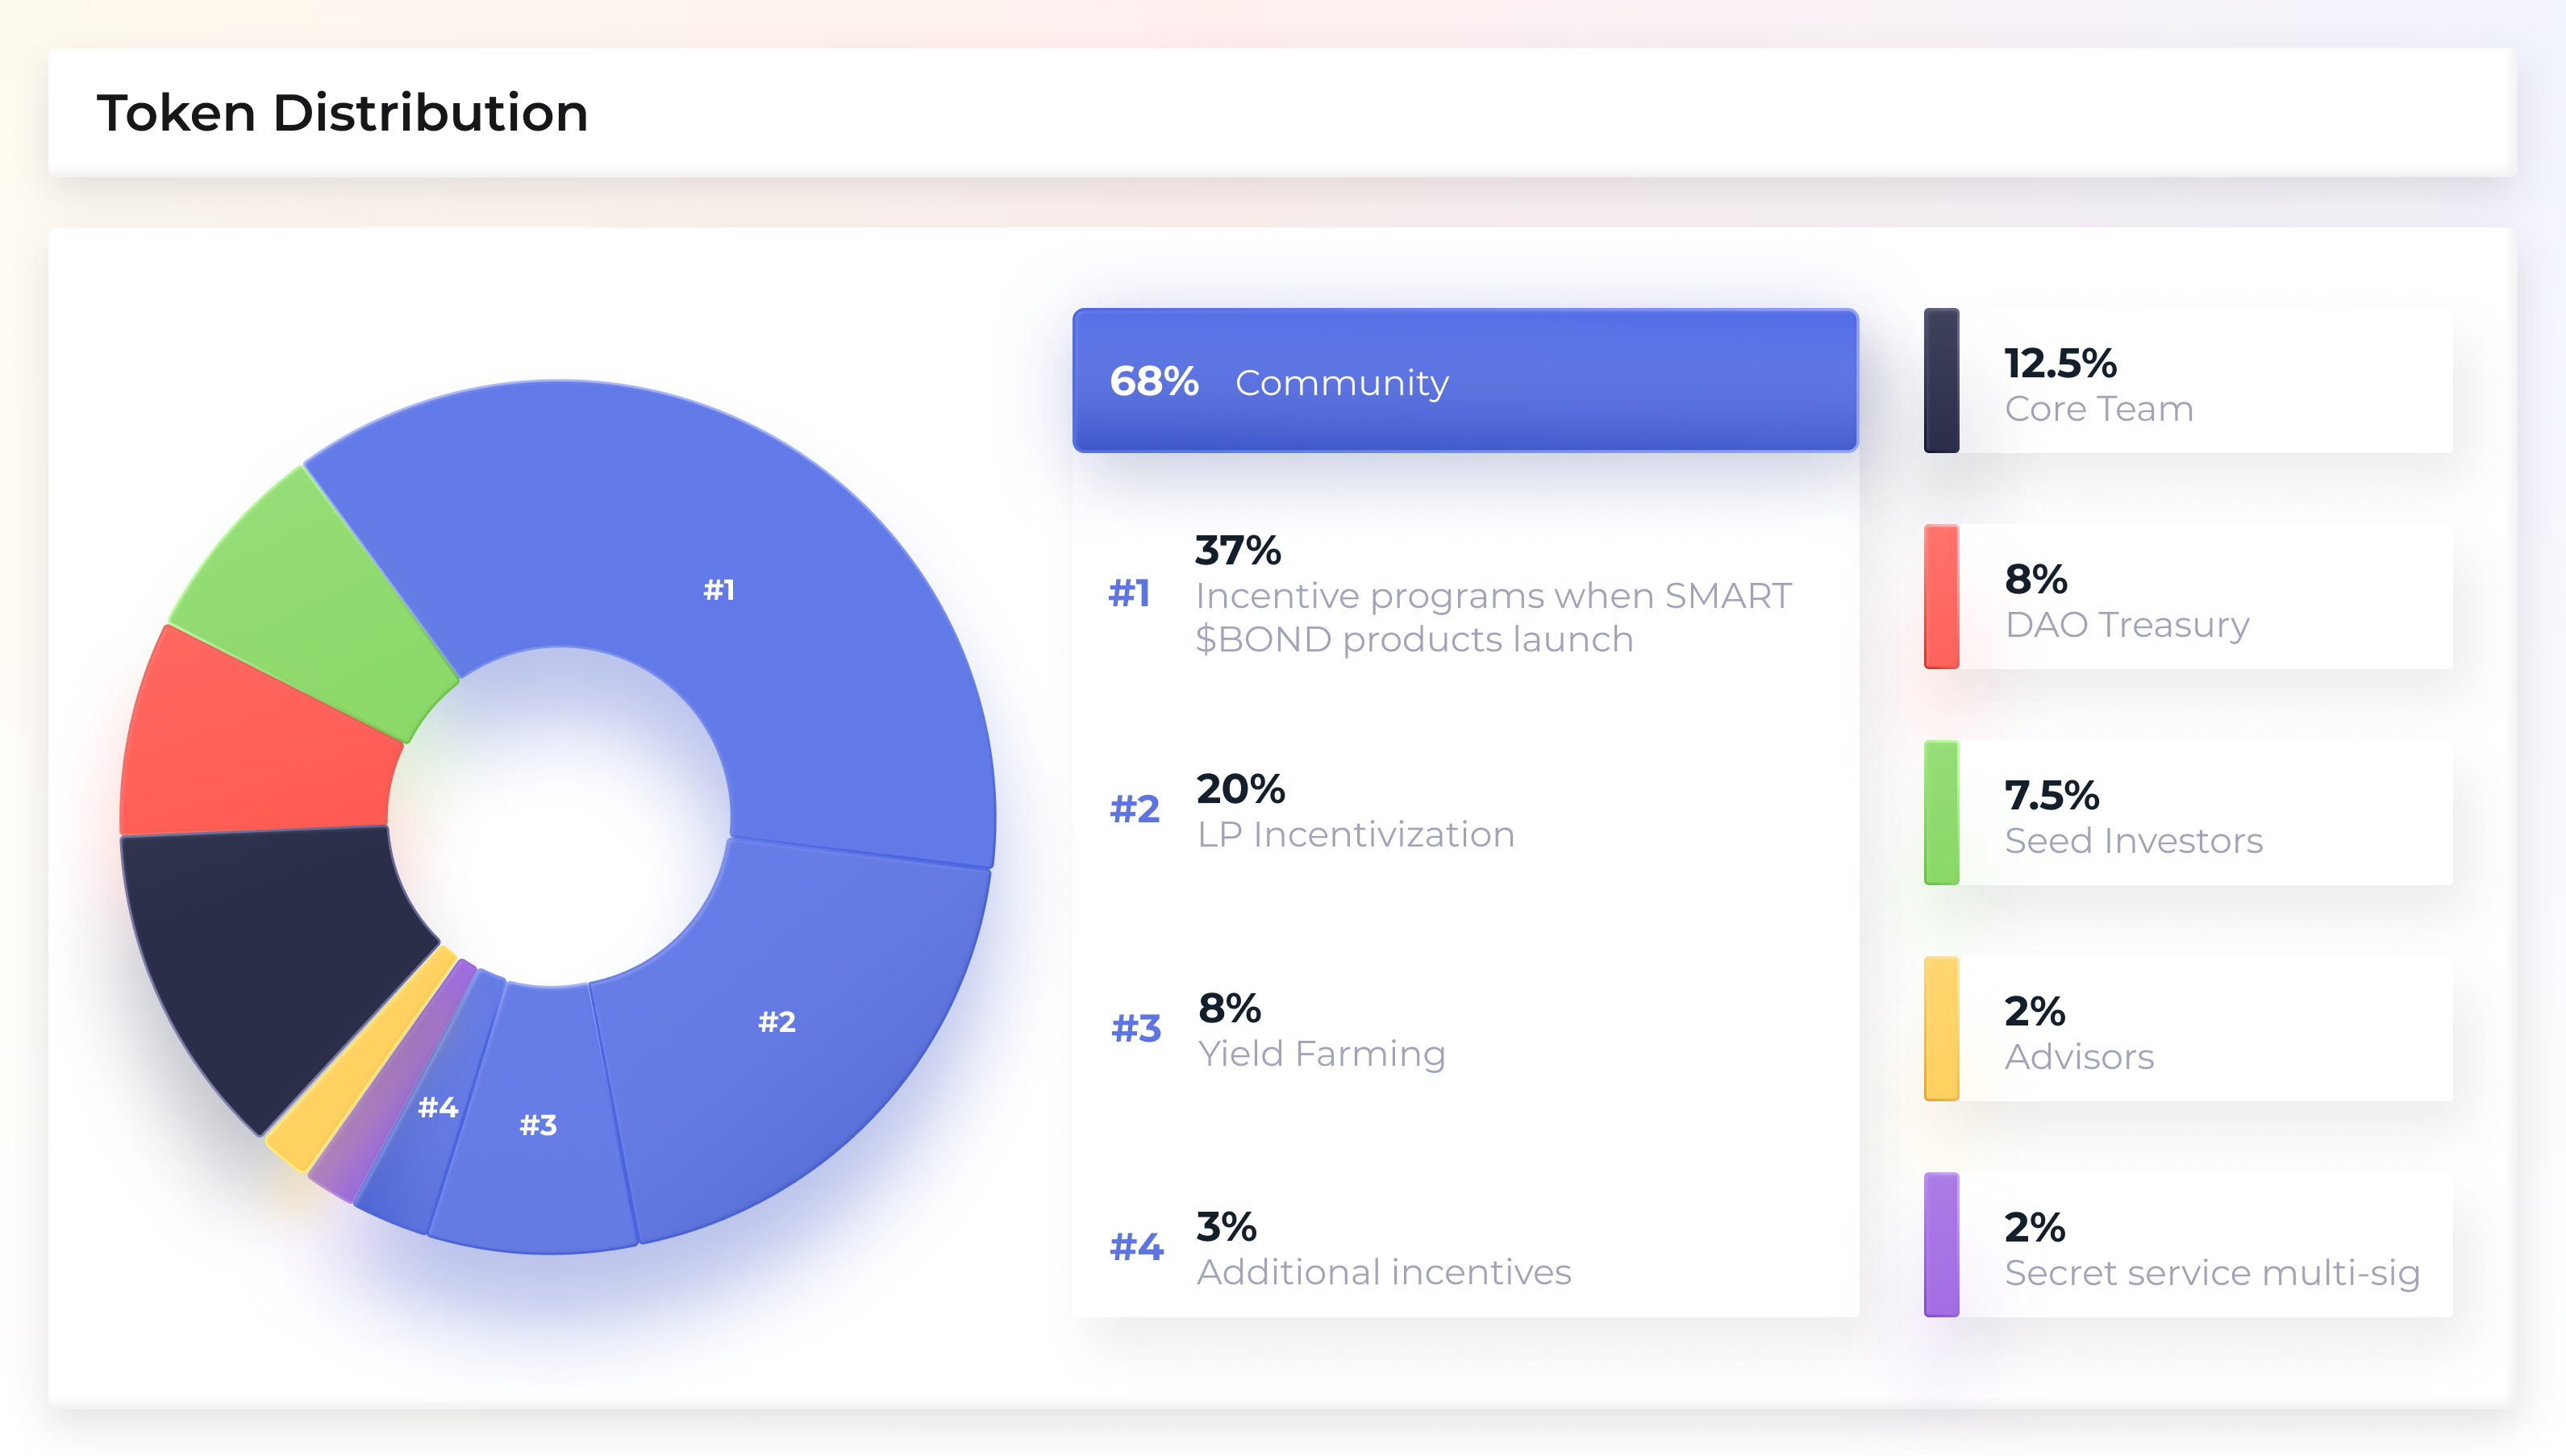 Token Distribution
#1
#2
#3
#4
68% Community
#1
37%
Incentive programs when SMART
$BOND products launch
#2
20%
LP Incentivization
#3
8%
Yield Farming
#4
3%
Additional incentives
12.5%
Core Team
8%
DAO Treasury
7.5%
Seed Investors
2%
Advisors
2%
Secret service multi-sig